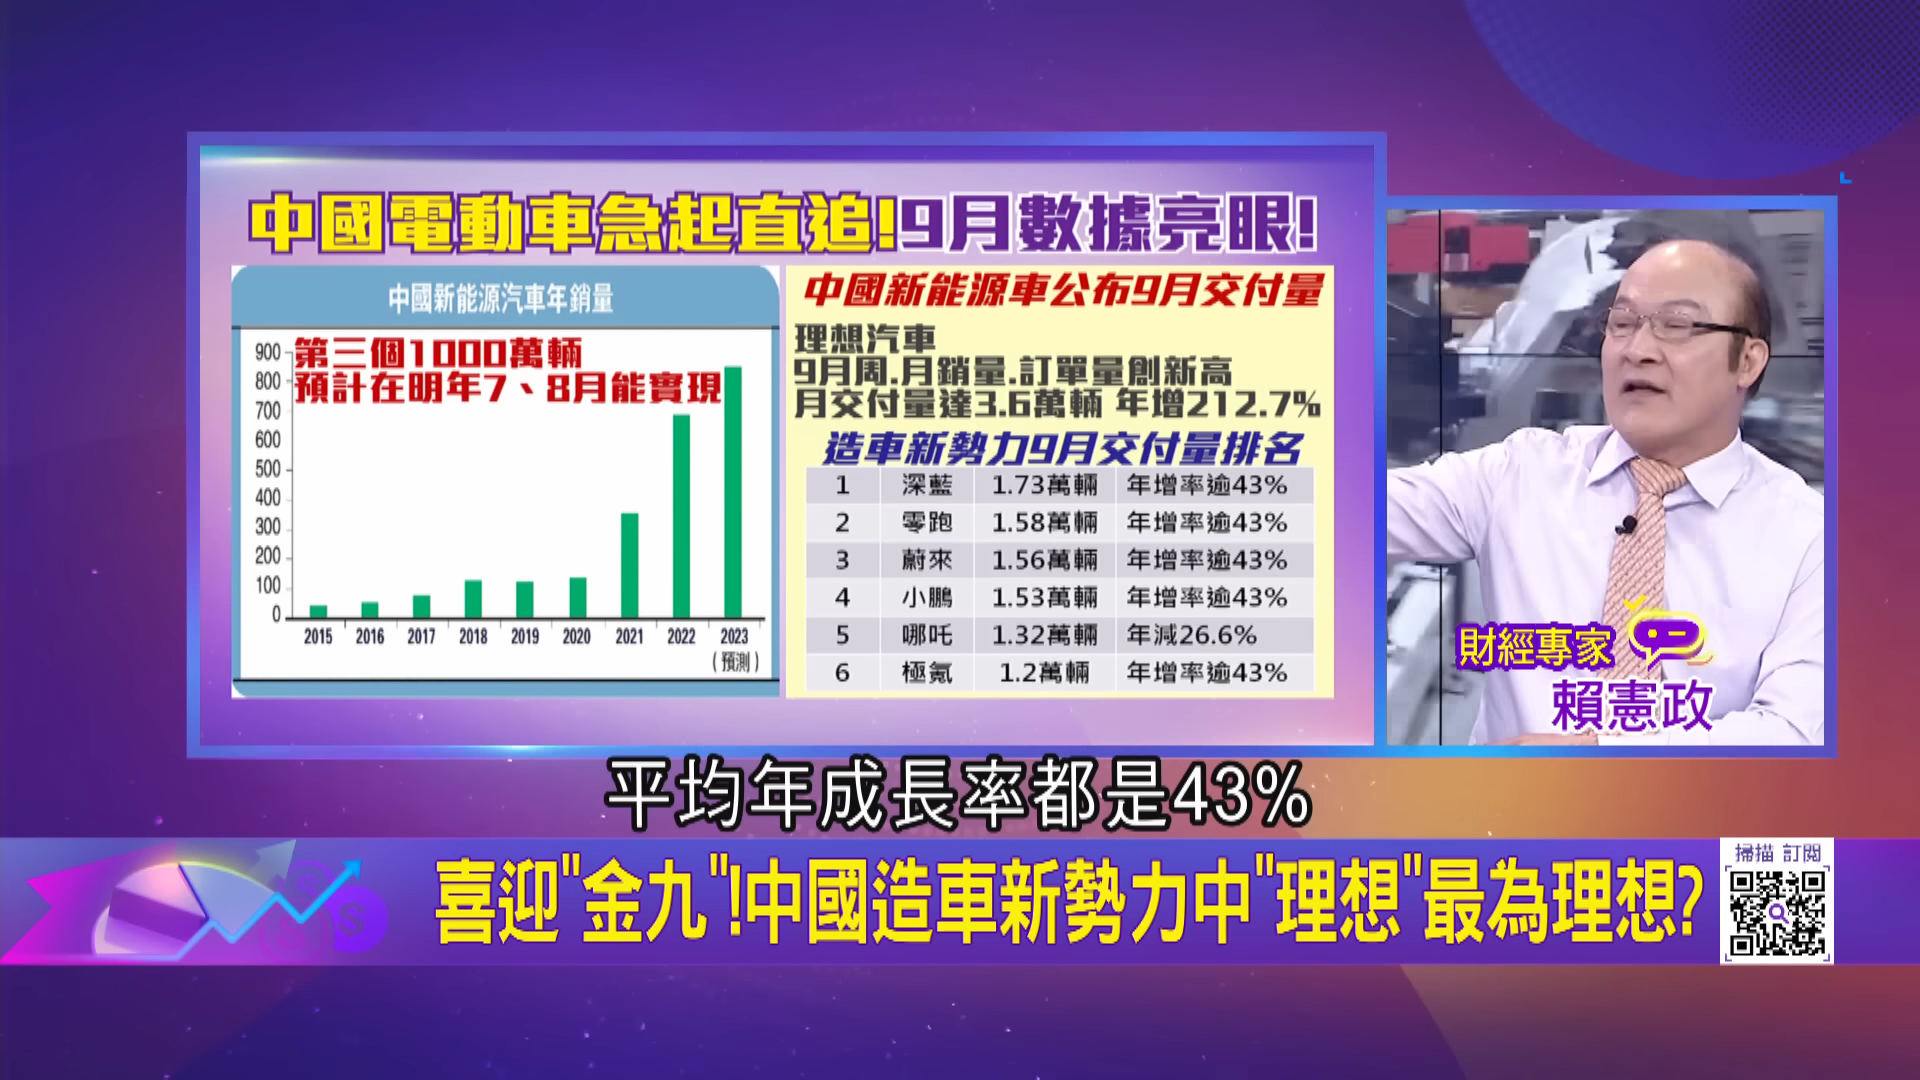 中國電動車急起直追!9月數據亮眼!
中國新能源汽車年銷量
第三個1000萬輛
預計在明年7、8月能實現
900
800
700
600
500
400
300
200
100
0
2015 2016 2017 2018 2019 2020 2021 2022 2023
(預測)
中國新能源車公布9月交付量
理想汽車
9月周.月銷量.訂單量創新高
月交付量達3.6萬輛 年增212.7%
造車新勢力9月交付量排名
1 深藍 1.73萬輛 年增率逾43%
2 零跑 1.58萬輛 年增率逾43%
3 蔚來 1.56萬輛 年增率逾43%
4 小鵬 1.53萬輛 年增率逾43%
5 哪吒 1.32萬輛 年減26.6%
6 極氪 1.2萬輛 年增率逾43%
財經專家
賴憲政
平均年成長率都是43%
喜迎"金九"!中國造車新勢力中"理想"最為理想?
掃描 訂閱